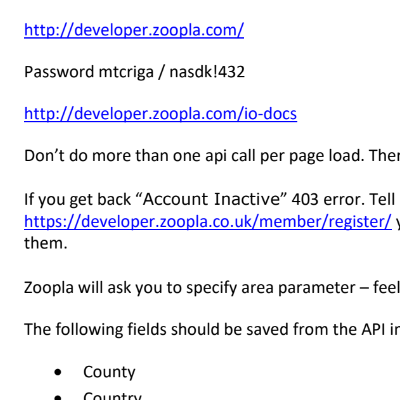 http://developer.zoopla.com/
Password mtcriga / nasdk!432
http://developer.zoopla.com/io-docs
Don’t do more than one api call per page load. Ther
If you get back “Account Inactive” 403 error. Tell
https://developer.zoopla.co.uk/member/register/ y
them.
Zoopla will ask you to specify area parameter – feel
The following fields should be saved from the API in
• County
• Country